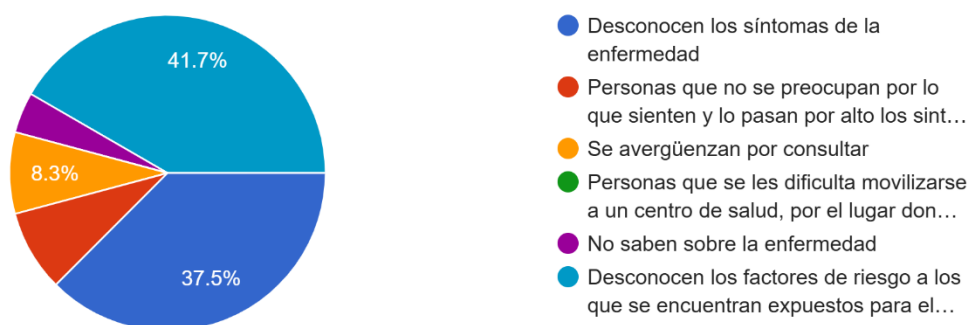 41.7%
8.3%
37.5%
Desconocen los síntomas de la
enfermedad
Personas que no se preocupan por lo
que sienten y lo pasan por alto los sint...
Se avergüenzan por consultar
Personas que se les dificulta movilizarse
a un centro de salud, por el lugar don...
No saben sobre la enfermedad
Desconocen los factores de riesgo a los
que se encuentran expuestos para el...